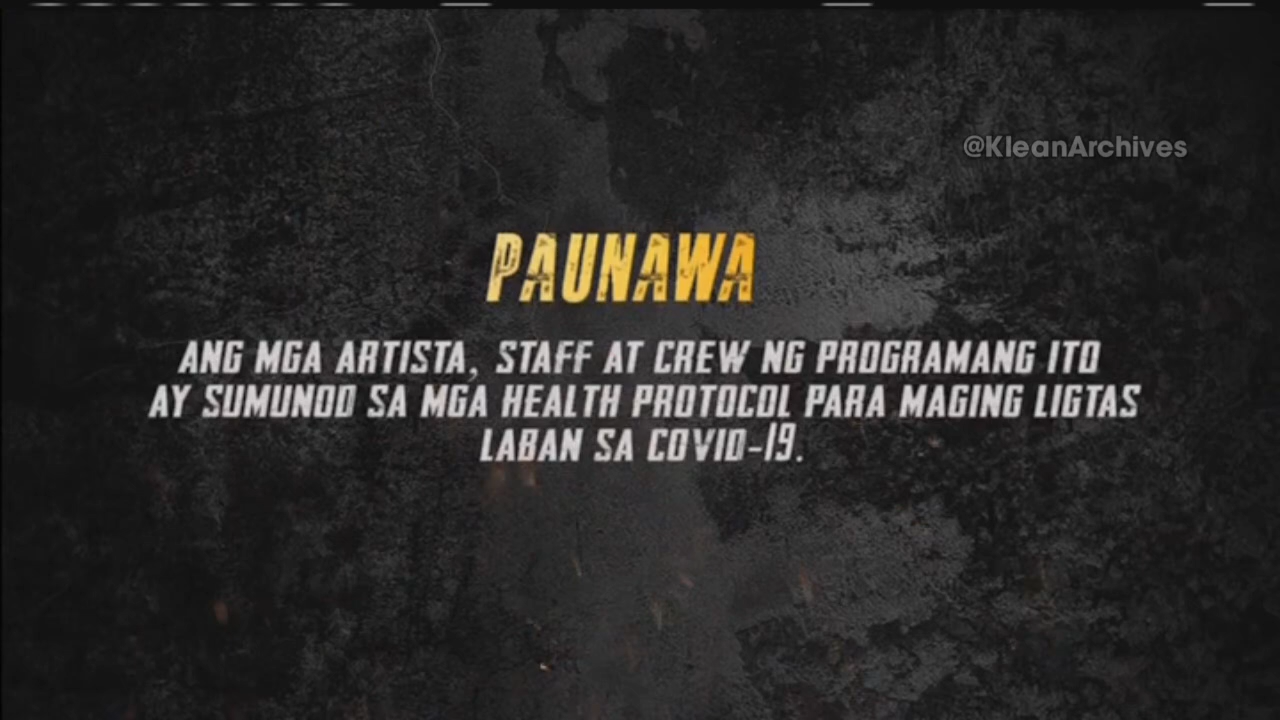 @KleanArchives
PAUNAWA
ANG MGA ARTISTA, STAFF AT CREW NG PROGRAMANG ITO
AY SUMUNOD SA MGA HEALTH PROTOCOL PARA MAGING LIGTAS
LABAN SA COVID-19.